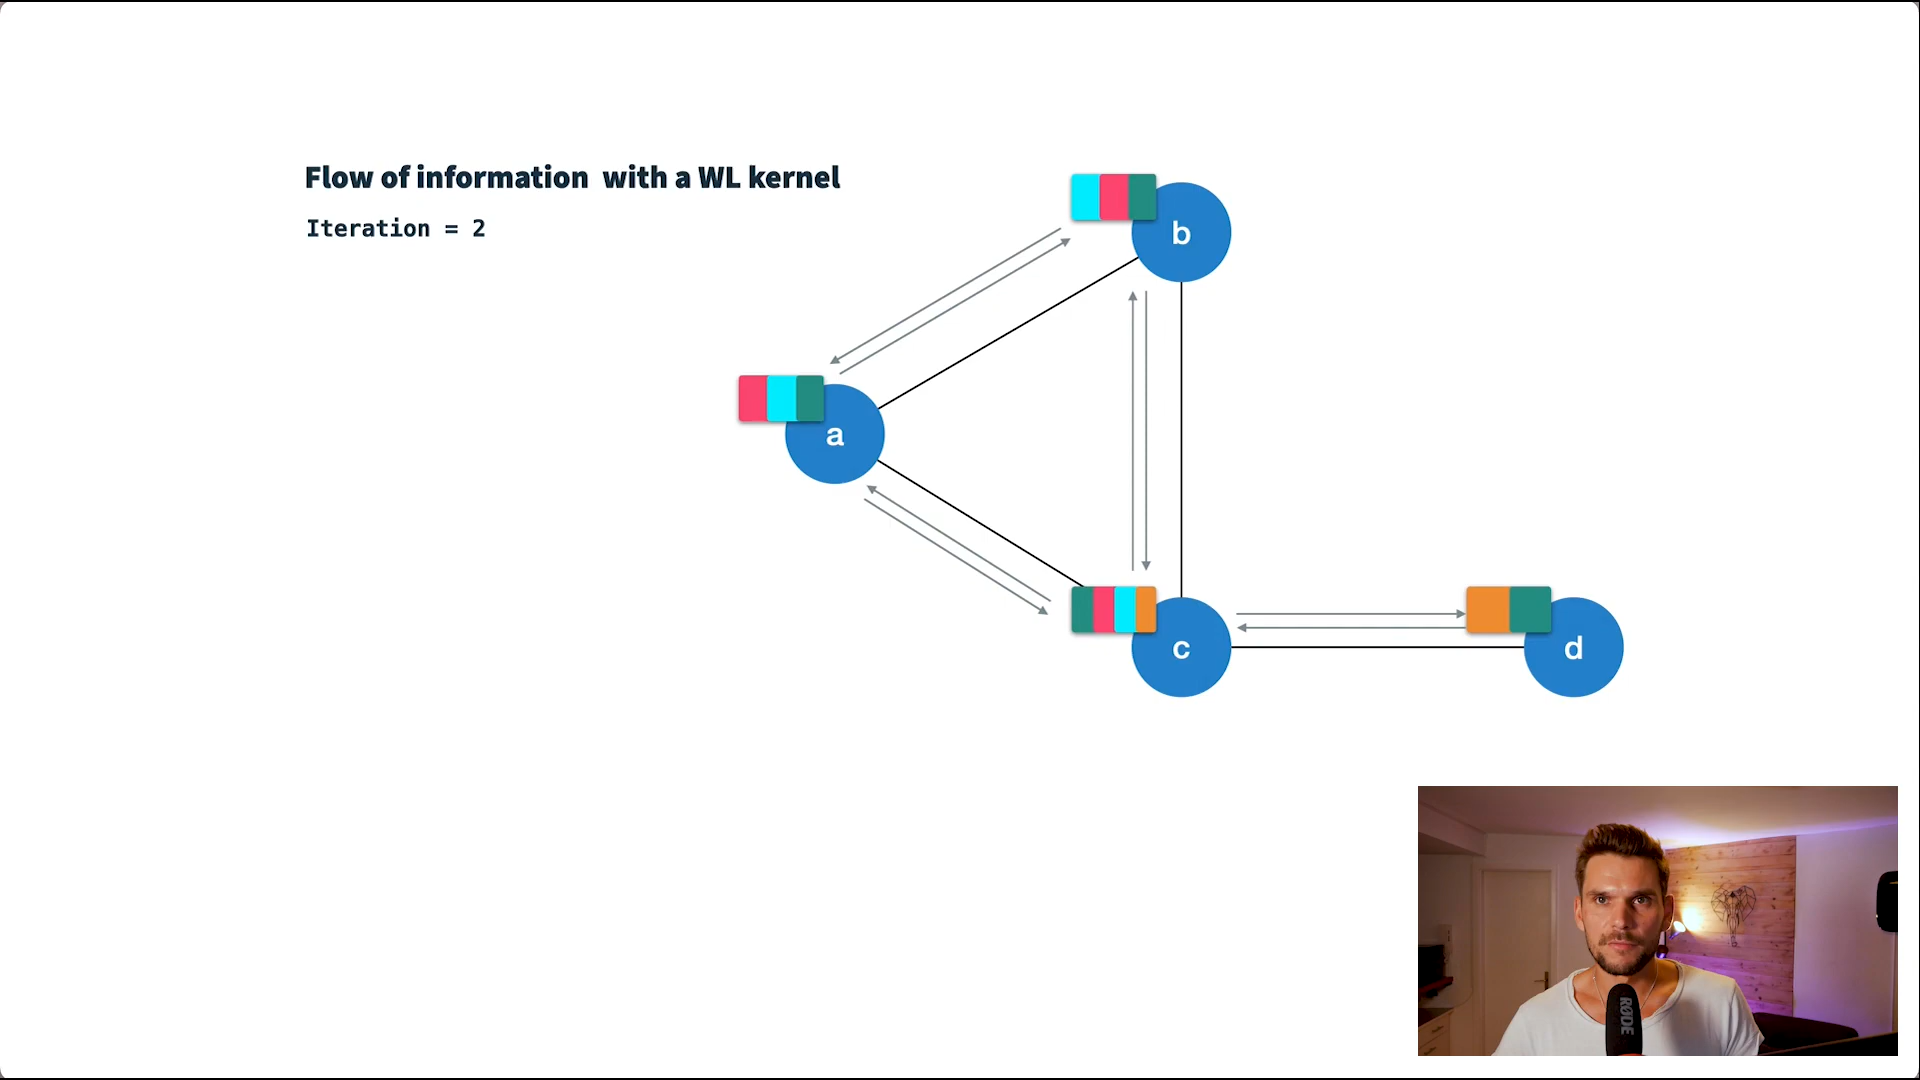 Flow of information with a WL kernel
Iteration = 2
b
a
c
d
RØDE